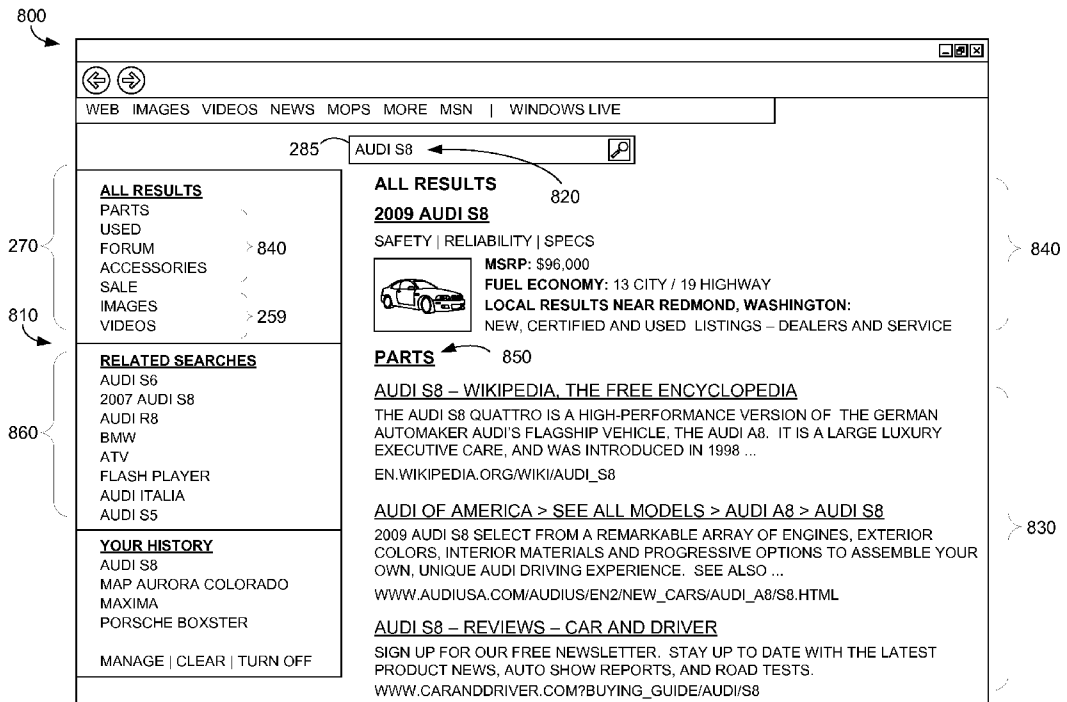 800
WEB IMAGES VIDEOS NEWS MOPS MORE MSN | WINDOWS LIVE
285
AUDI S8
820
270
ALL RESULTS
PARTS
USED
FORUM
ACCESSORIES
SALE
IMAGES
VIDEOS
840
259
810
860
RELATED SEARCHES
AUDI S6
2007 AUDI S8
AUDI R8
BMW
ATV
FLASH PLAYER
AUDI ITALIA
AUDI S5
YOUR HISTORY
AUDI S8
MAP AURORA COLORADO
MAXIMA
PORSCHE BOXSTER
MANAGE | CLEAR | TURN OFF
ALL RESULTS
2009 AUDI S8
SAFETY | RELIABILITY | SPECS
MSRP: $96,000
FUEL ECONOMY: 13 CITY / 19 HIGHWAY
LOCAL RESULTS NEAR REDMOND, WASHINGTON:
NEW, CERTIFIED AND USED LISTINGS – DEALERS AND SERVICE
840
PARTS
850
AUDI S8 – WIKIPEDIA, THE FREE ENCYCLOPEDIA
THE AUDI S8 QUATTRO IS A HIGH-PERFORMANCE VERSION OF THE GERMAN
AUTOMAKER AUDI'S FLAGSHIP VEHICLE, THE AUDI A8. IT IS A LARGE LUXURY
EXECUTIVE CARE, AND WAS INTRODUCED IN 1998 ...
EN.WIKIPEDIA.ORG/WIKI/AUDI_S8
AUDI OF AMERICA > SEE ALL MODELS > AUDI A8 > AUDI S8
2009 AUDI S8 SELECT FROM A REMARKABLE ARRAY OF ENGINES, EXTERIOR
COLORS, INTERIOR MATERIALS AND PROGRESSIVE OPTIONS TO ASSEMBLE YOUR
OWN, UNIQUE AUDI DRIVING EXPERIENCE. SEE ALSO ...
WWW.AUDIUSA.COM/AUDIUS/EN2/NEW_CARS/AUDI_A8/S8.HTML
830
AUDI S8 – REVIEWS – CAR AND DRIVER
SIGN UP FOR OUR FREE NEWSLETTER. STAY UP TO DATE WITH THE LATEST
PRODUCT NEWS, AUTO SHOW REPORTS, AND ROAD TESTS.
WWW.CARANDDRIVER.COM?BUYING_GUIDE/AUDI/S8